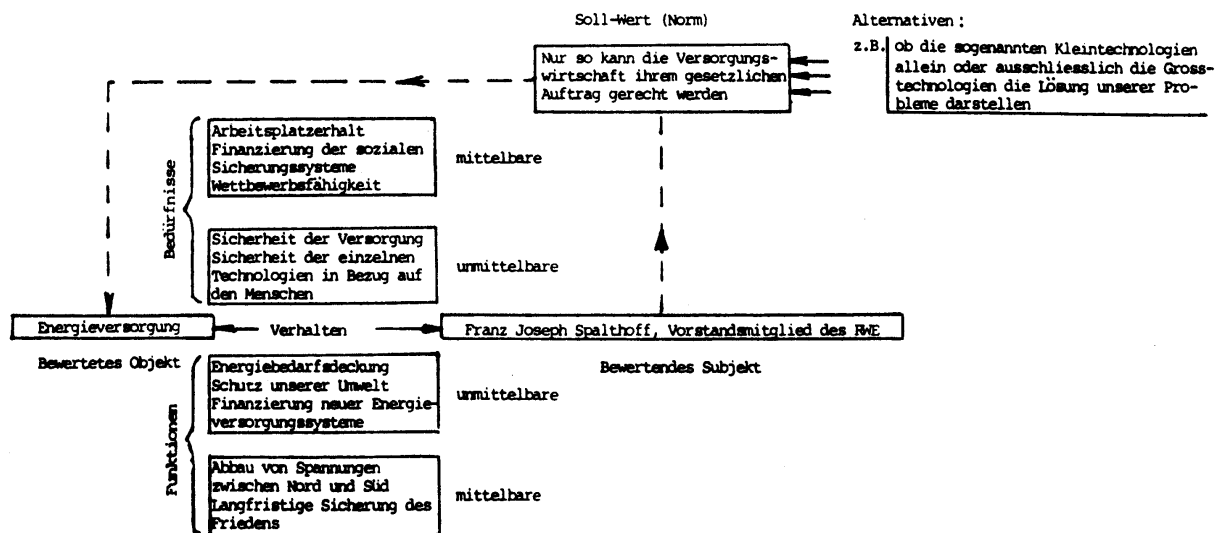 Soll-Wert (Norm)
Alternativen:
Nur so kann die Versorgungs-
wirtschaft ihrem gesetzlichen
Auftrag gerecht werden
z.B. ob die sogenannten Kleintechnologien
allein oder ausschliesslich die Gross-
technologien die Lösung unserer Pro-
bleme darstellen
Bedürfnisse
Arbeitsplatzerhalt
Finanzierung der sozialen
Sicherungssysteme
Wettbewerbsfähigkeit
mittelbare
Sicherheit der Versorgung
Sicherheit der einzelnen
Technologien in Bezug auf
den Menschen
unmittelbare
Energieversorgung
Verhalten
Franz Joseph Spalthoff, Vorstandsmitglied des RWE
Bewertetes Objekt
Bewertendes Subjekt
Funktionen
Energiebedarfsdeckung
Schutz unserer Umwelt
Finanzierung neuer Energie-
versorgungssysteme
unmittelbare
Abbau von Spannungen
zwischen Nord und Süd
Langfristige Sicherung des
Friedens
mittelbare